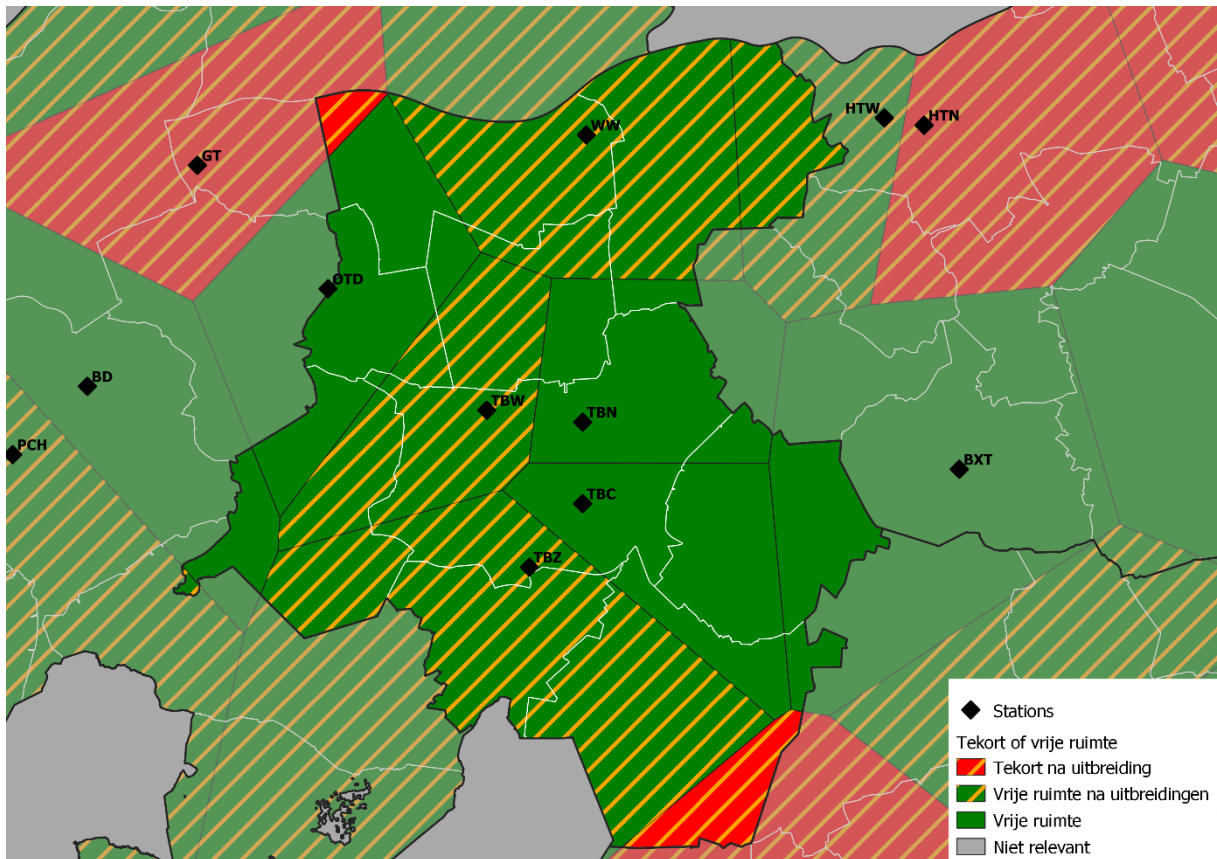 WW
HTW
HTN
GT
OTD
BD
TBW
TBN
PCH
BXT
TBC
TBZ
Stations
Tekort of vrije ruimte
Tekort na uitbreiding
Vrije ruimte na uitbreidingen
Vrije ruimte
Niet relevant